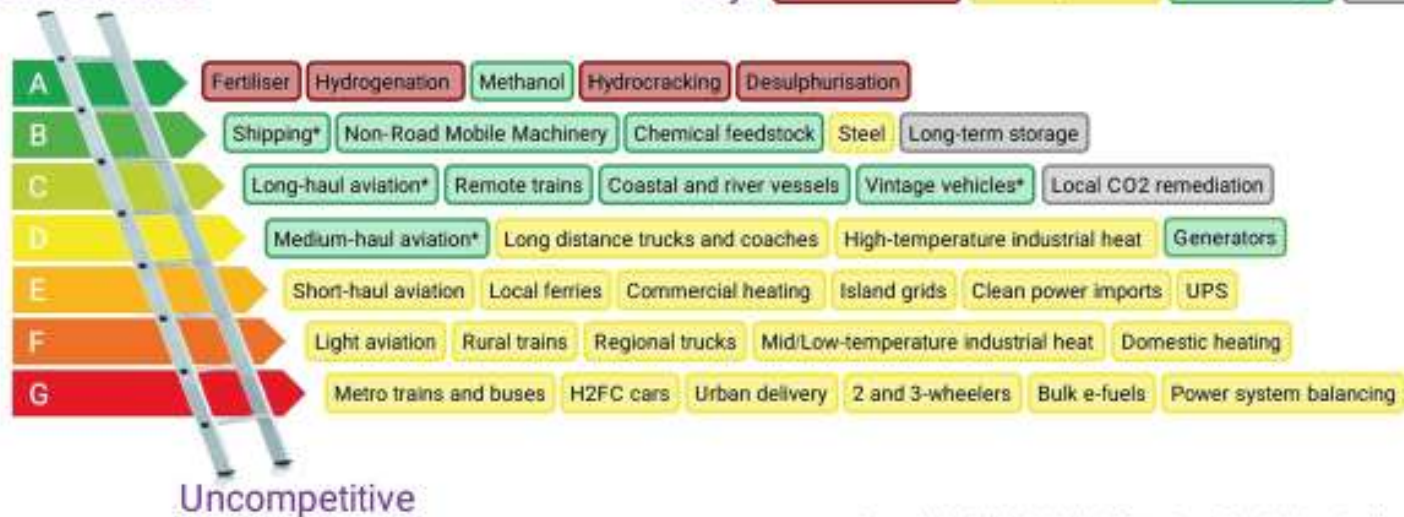 A Fertiliser Hydrogenation Methanol Hydrocracking Desulphurisation
B Shipping* Non-Road Mobile Machinery Chemical feedstock Steel Long-term storage
C Long-haul aviation* Remote trains Coastal and river vessels Vintage vehicles* Local CO2 remediation
D Medium-haul aviation* Long distance trucks and coaches High-temperature industrial heat Generators
E Short-haul aviation Local ferries Commercial heating Island grids Clean power imports UPS
F Light aviation Rural trains Regional trucks Mid/Low-temperature industrial heat Domestic heating
G Metro trains and buses H2FC cars Urban delivery 2 and 3-wheelers Bulk e-fuels Power system balancing
Uncompetitive